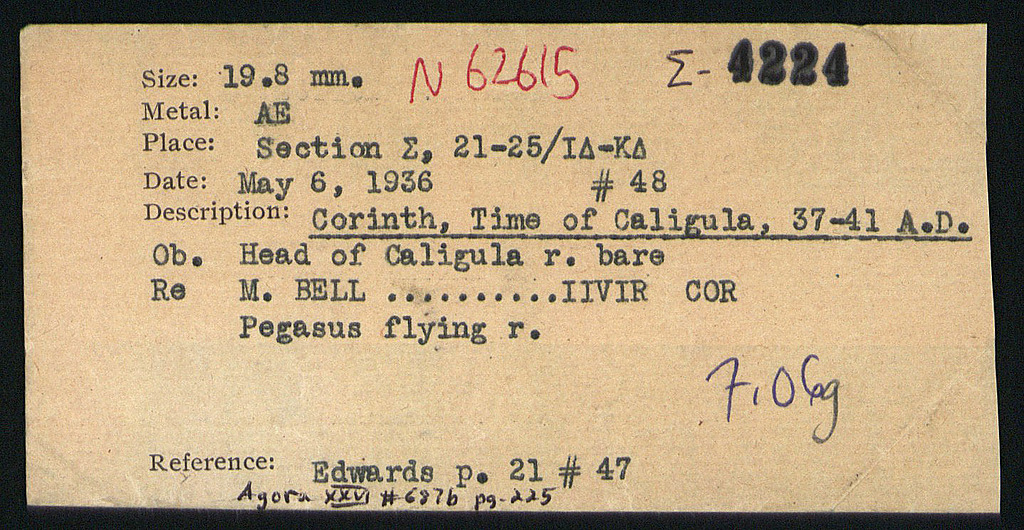 Size: 19.8 mm. N 62615 Σ- 4224
Metal: AE
Place: Section Σ, 21-25/ΙΔ-ΚΔ
Date: May 6, 1936 # 48
Description: Corinth, Time of Caligula, 37-41 A.D.
Ob. Head of Caligula r. bare
Re M. BELL ..........IIVIR COR
Pegasus flying r.
7,06g
Reference: Edwards p. 21 # 47
Agora XXVI #687b pg. 225